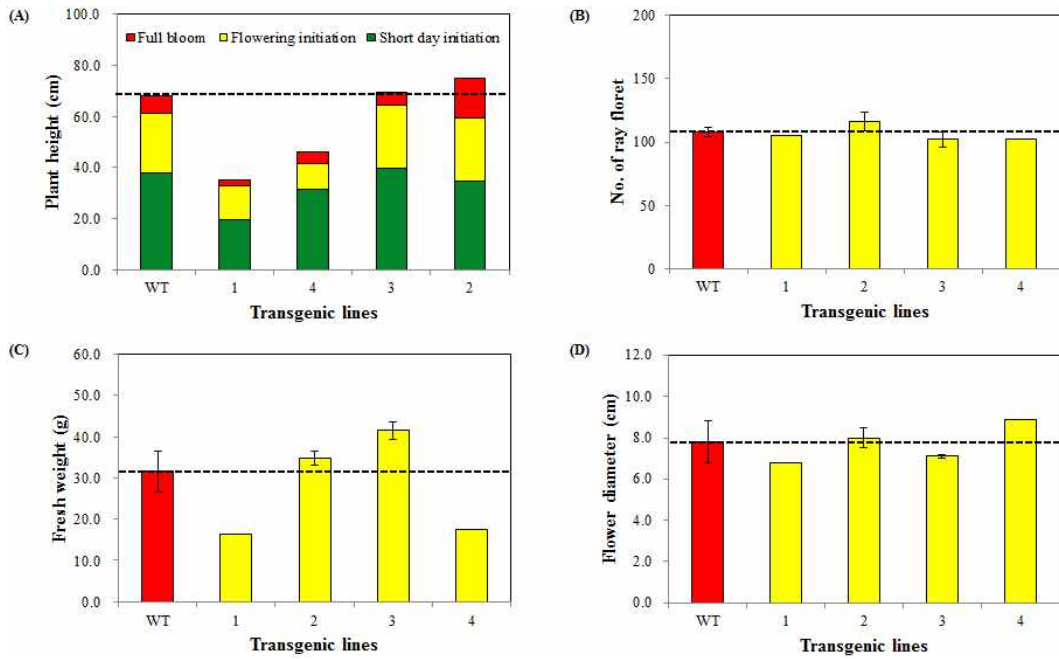 (A)
Plant height (cm)
100.0
80.0
60.0
40.0
20.0
0.0
Full bloom Flowering initiation Short day initiation
WT 1 4 3 2
Transgenic lines
(B)
No. of ray floret
200
150
100
50
0
WT 1 2 3 4
Transgenic lines
(C)
Fresh weight (g)
60.0
50.0
40.0
30.0
20.0
10.0
0.0
WT 1 2 3 4
Transgenic lines
(D)
Flower diameter (cm)
12.0
10.0
8.0
6.0
4.0
2.0
0.0
WT 1 2 3 4
Transgenic lines